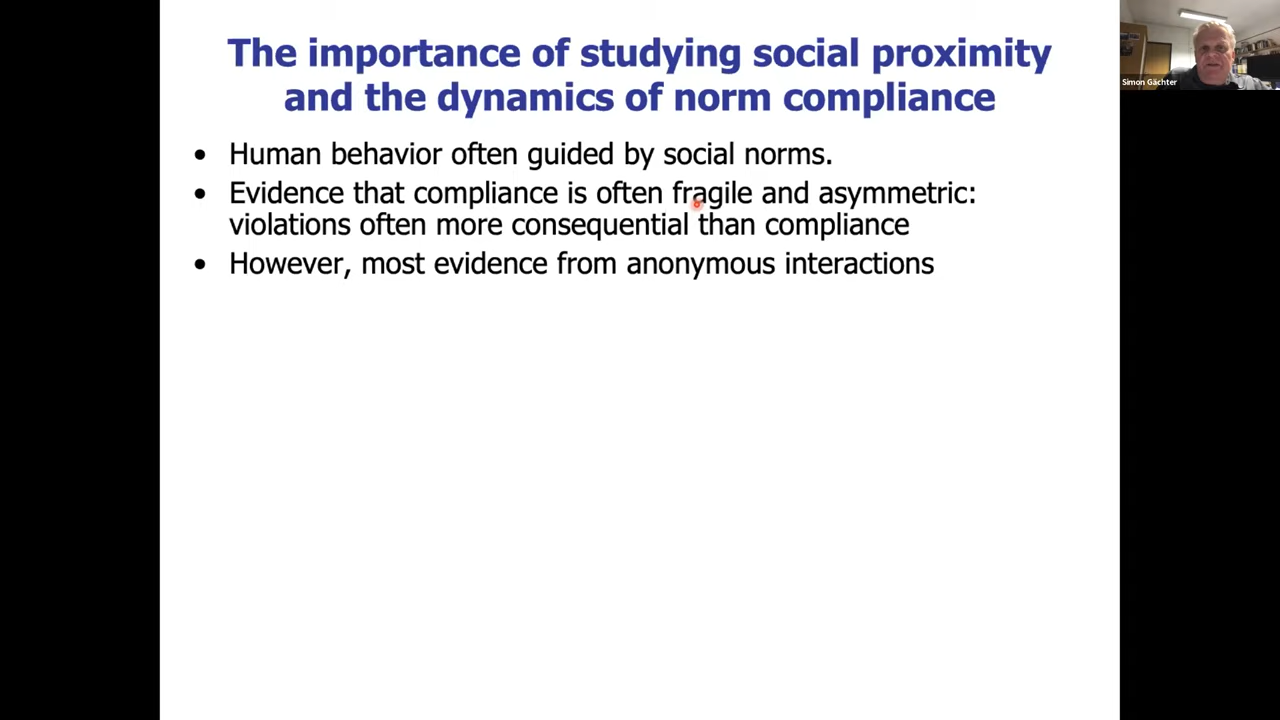 The importance of studying social proximity
and the dynamics of norm compliance
• Human behavior often guided by social norms.
• Evidence that compliance is often fragile and asymmetric:
violations often more consequential than compliance
• However, most evidence from anonymous interactions
Simon Gächter